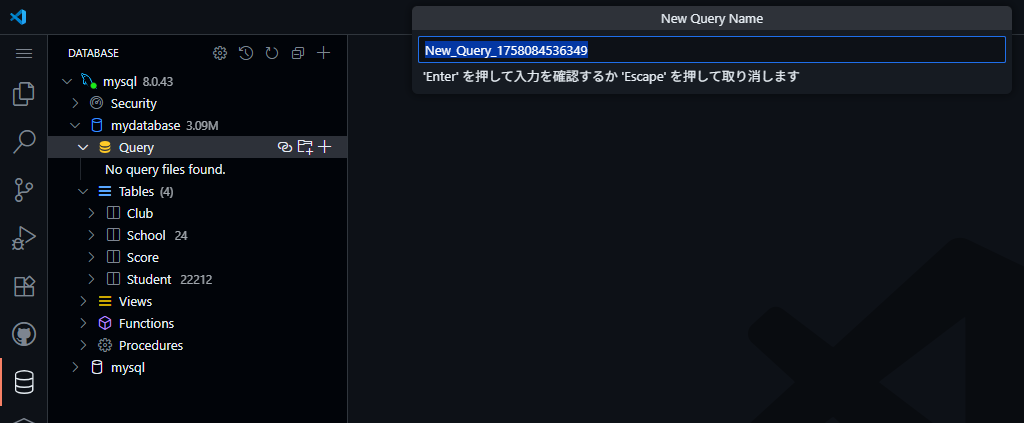 New Query Name
New_Query_1758084536349
'Enter' を押して入力を確認するか 'Escape' を押して取り消します
DATABASE
mysql 8.0.43
Security
mydatabase 3.09M
Query
No query files found.
Tables (4)
Club
School 24
Score
Student 22212
Views
Functions
Procedures
mysql